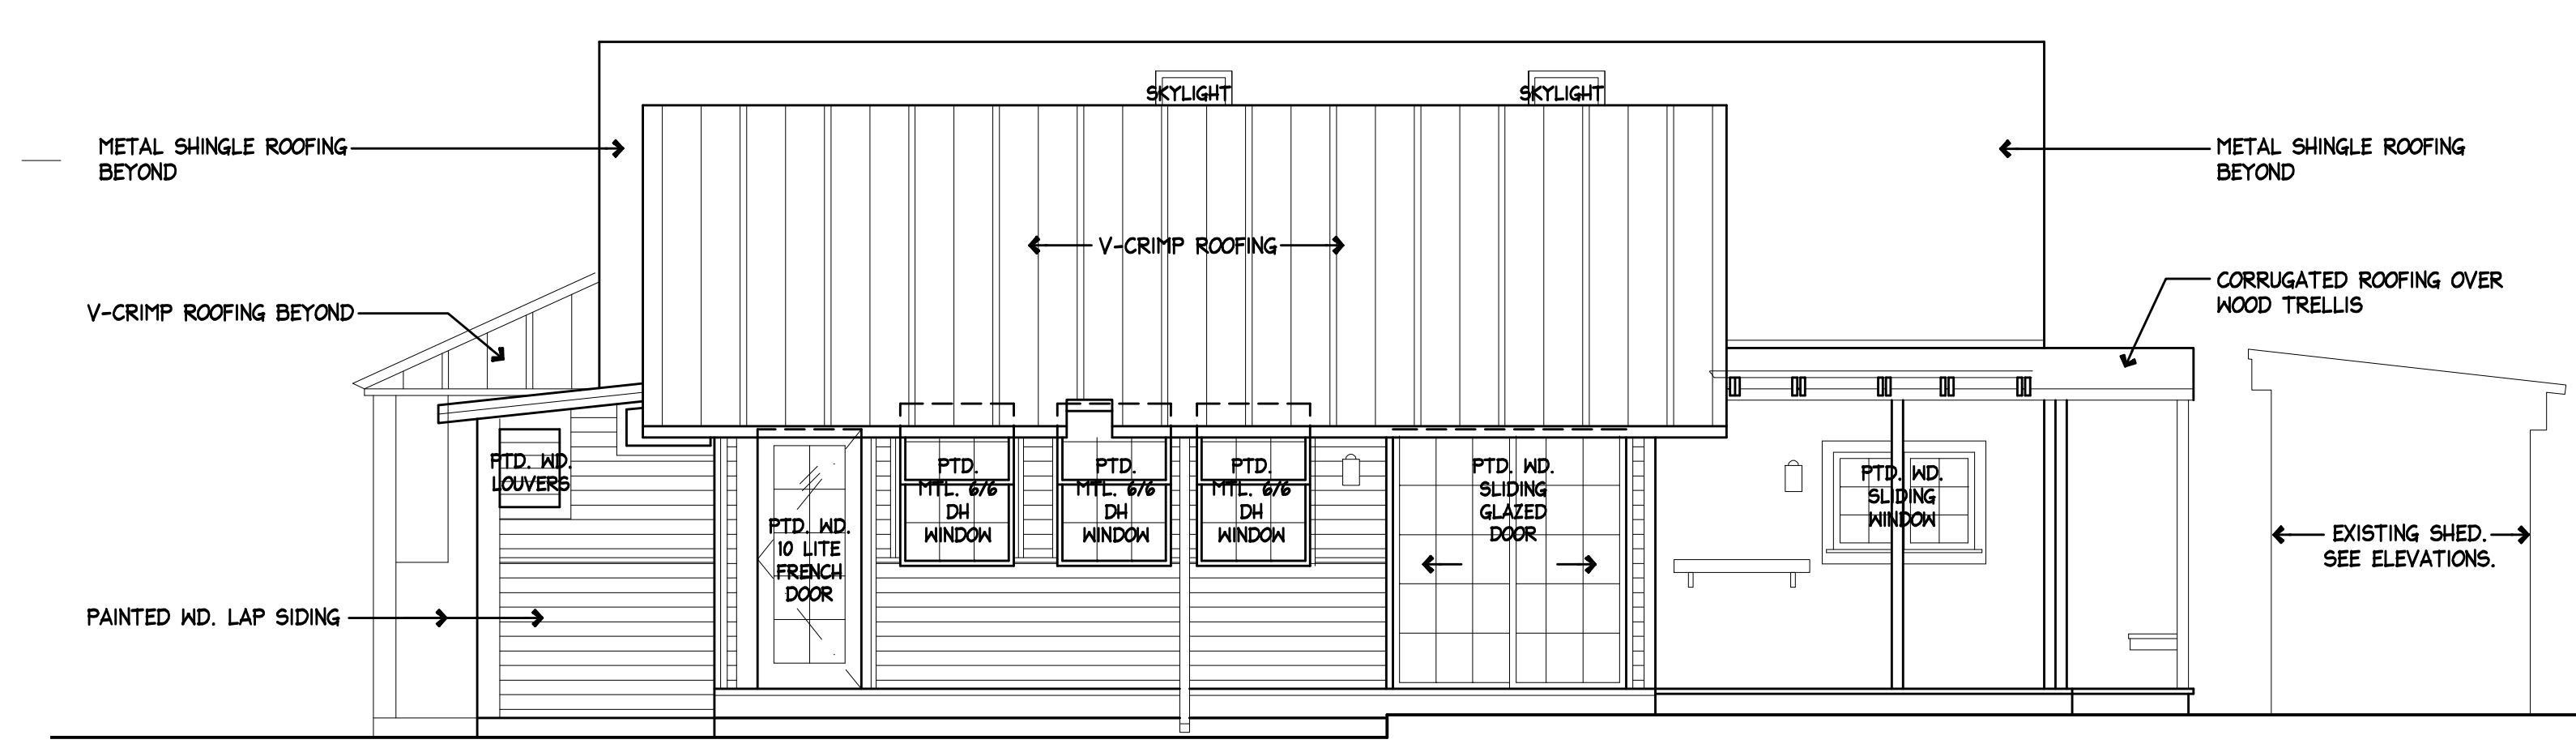 SKYLIGHT
SKYLIGHT
METAL SHINGLE ROOFING
BEYOND
METAL SHINGLE ROOFING
BEYOND
V-CRIMP ROOFING
V-CRIMP ROOFING BEYOND
CORRUGATED ROOFING OVER
WOOD TRELLIS
PTD. WD.
LOUVERS
PTD. WD.
10 LITE
FRENCH
DOOR
PTD.
MTL. 6/6
DH
WINDOW
PTD.
MTL. 6/6
DH
WINDOW
PTD.
MTL. 6/6
DH
WINDOW
PTD. WD.
SLIDING
GLAZED
DOOR
PTD. WD.
SLIDING
WINDOW
EXISTING SHED.
SEE ELEVATIONS.
PAINTED WD. LAP SIDING